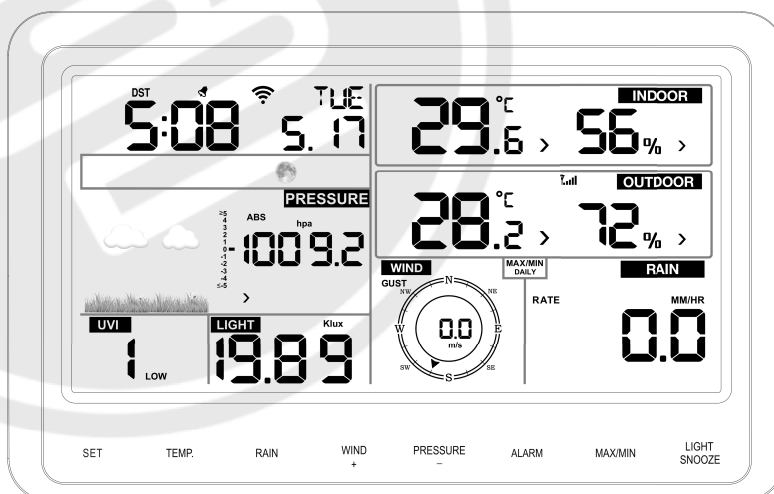 DST
5:08
TUE
5. 17
PRESSURE
≥5
4
3
2
1
0
-1
-2
-3
-4
≤-5
ABS
hpa
1009.2
UVI
1 LOW
LIGHT
Klux
19.89
INDOOR
29.6 °C
56%
OUTDOOR
28.2 °C
72%
WIND
GUST
N
NE
E
SE
S
SW
W
NW
0.0
m/s
MAX/MIN
DAILY
RAIN
RATE
MM/HR
0.0
SET
TEMP.
RAIN
WIND
+
PRESSURE
–
ALARM
MAX/MIN
LIGHT
SNOOZE